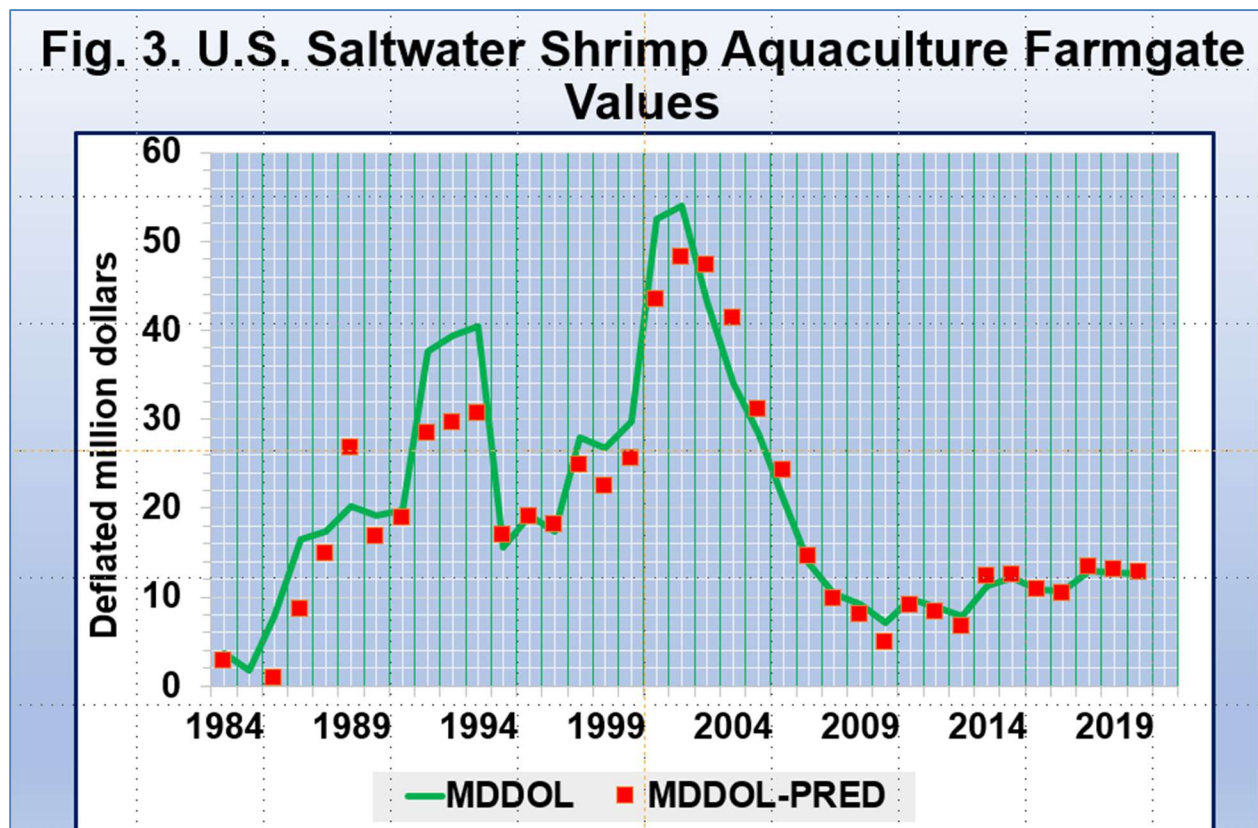 Fig. 3. U.S. Saltwater Shrimp Aquaculture Farmgate
Values
Deflated million dollars
60
50
40
30
20
10
0
1984 1989 1994 1999 2004 2009 2014 2019
MDDOL MDDOL-PRED